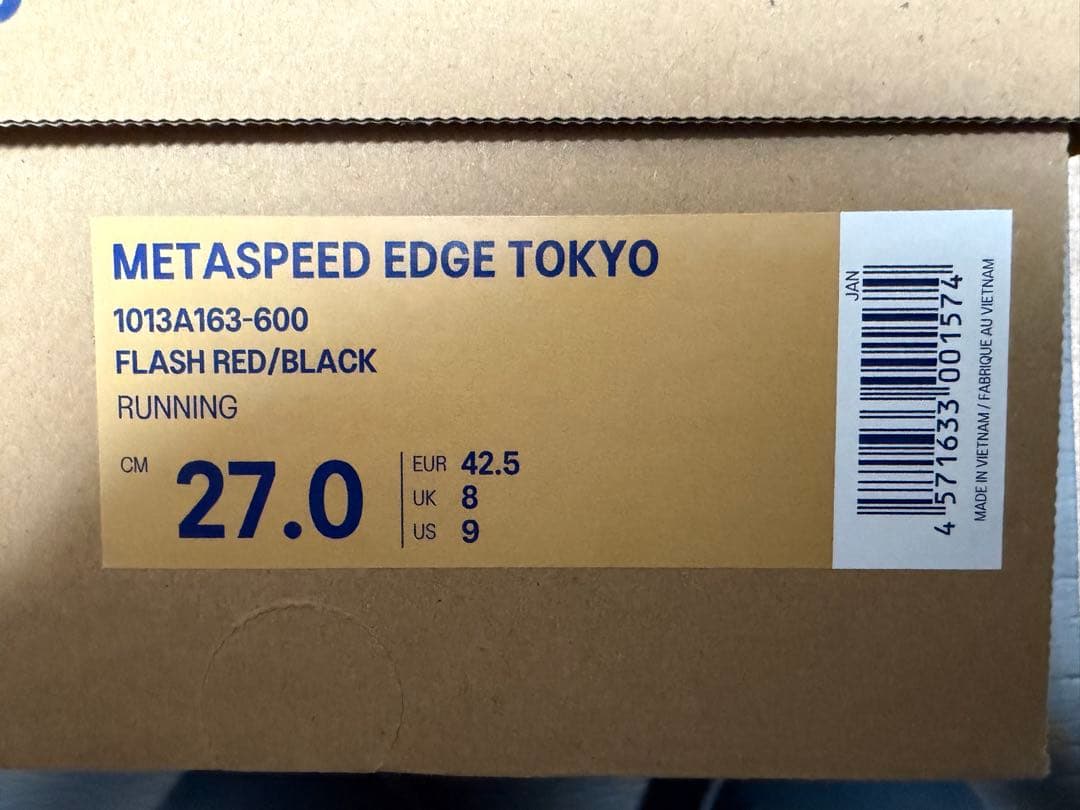 METASPEED EDGE TOKYO
1013A163-600
FLASH RED/BLACK
RUNNING
CM 27.0
EUR 42.5
UK 8
US 9
JAN
4 571633 001574
MADE IN VIETNAM / FABRIQUE AU VIETNAM